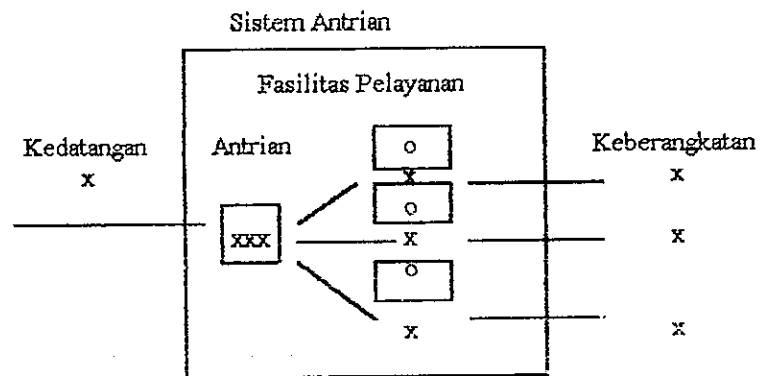 Sistem Antrian
Fasilitas Pelayanan
Kedatangan Antrian O Keberangkatan
x x x
O
xxx x x
O
x x